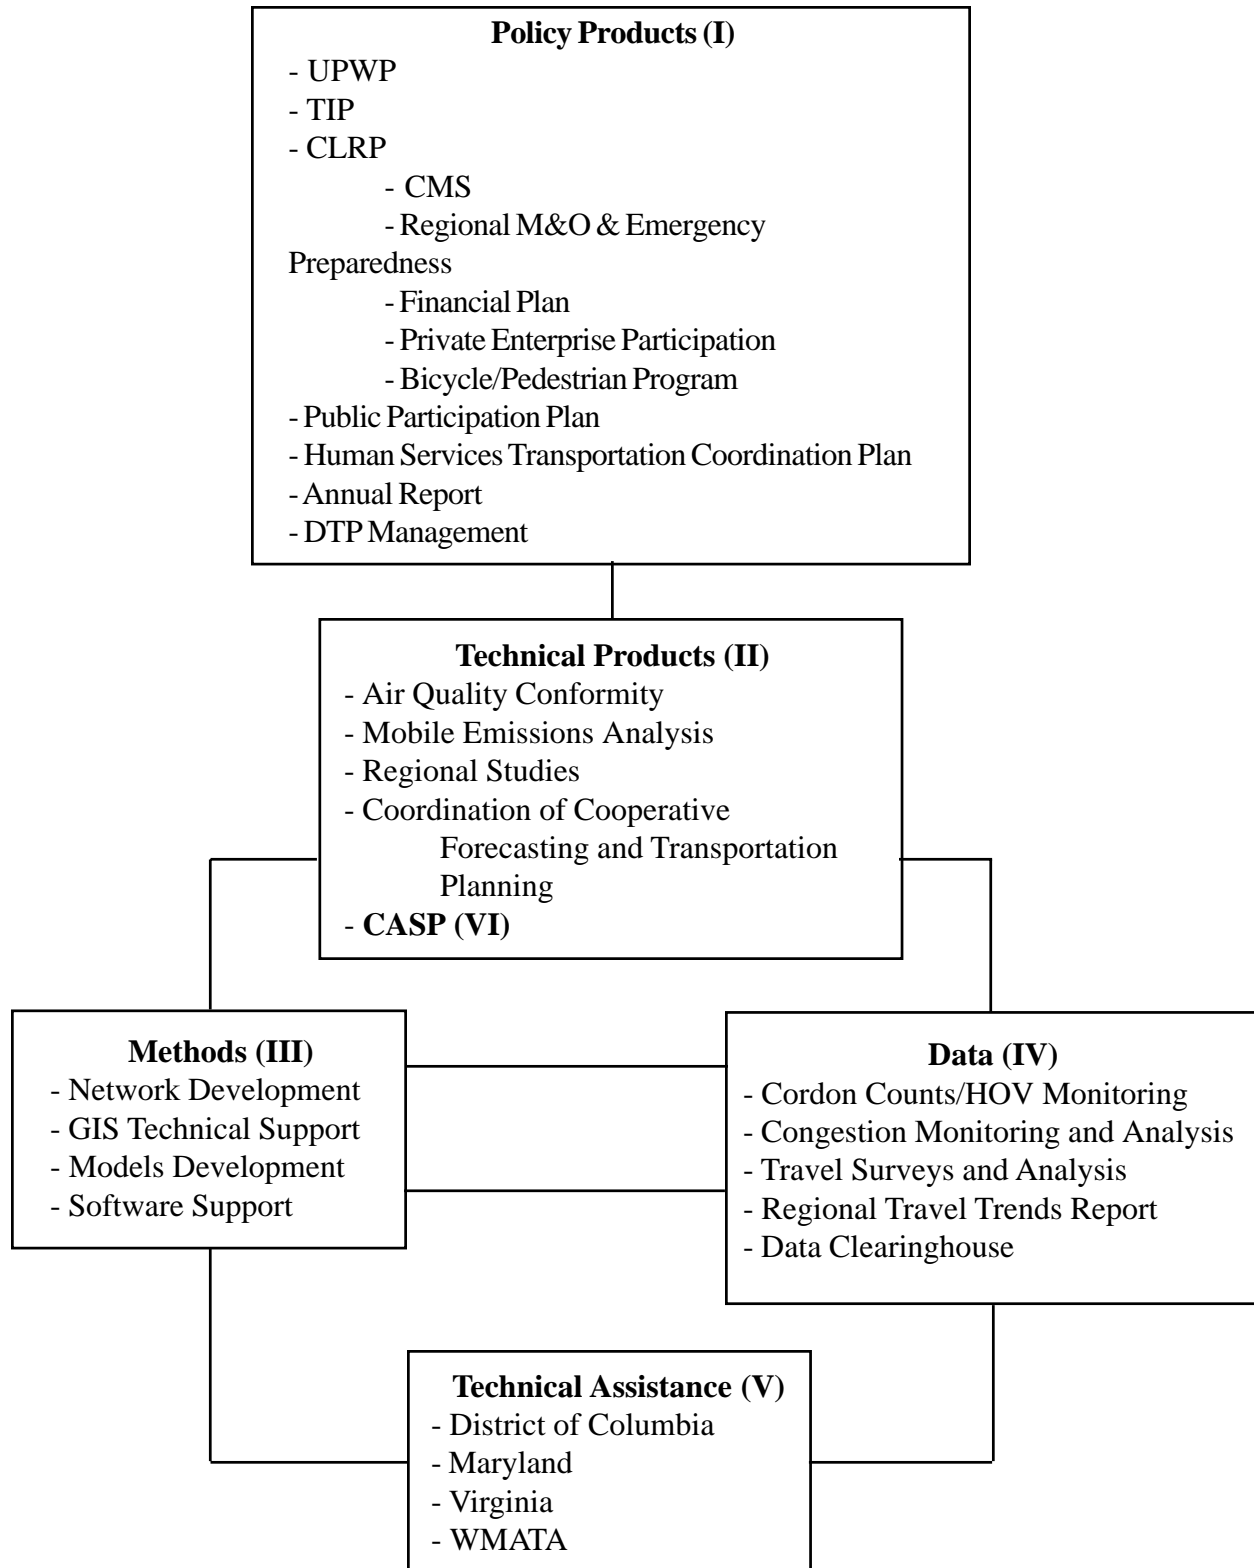 Policy Products (I)
- UPWP
- TIP
- CLRP
- CMS
- Regional M&O & Emergency
Preparedness
- Financial Plan
- Private Enterprise Participation
- Bicycle/Pedestrian Program
- Public Participation Plan
- Human Services Transportation Coordination Plan
- Annual Report
- DTP Management
Technical Products (II)
- Air Quality Conformity
- Mobile Emissions Analysis
- Regional Studies
- Coordination of Cooperative
Forecasting and Transportation
Planning
- CASP (VI)
Methods (III)
- Network Development
- GIS Technical Support
- Models Development
- Software Support
Data (IV)
- Cordon Counts/HOV Monitoring
- Congestion Monitoring and Analysis
- Travel Surveys and Analysis
- Regional Travel Trends Report
- Data Clearinghouse
Technical Assistance (V)
- District of Columbia
- Maryland
- Virginia
- WMATA